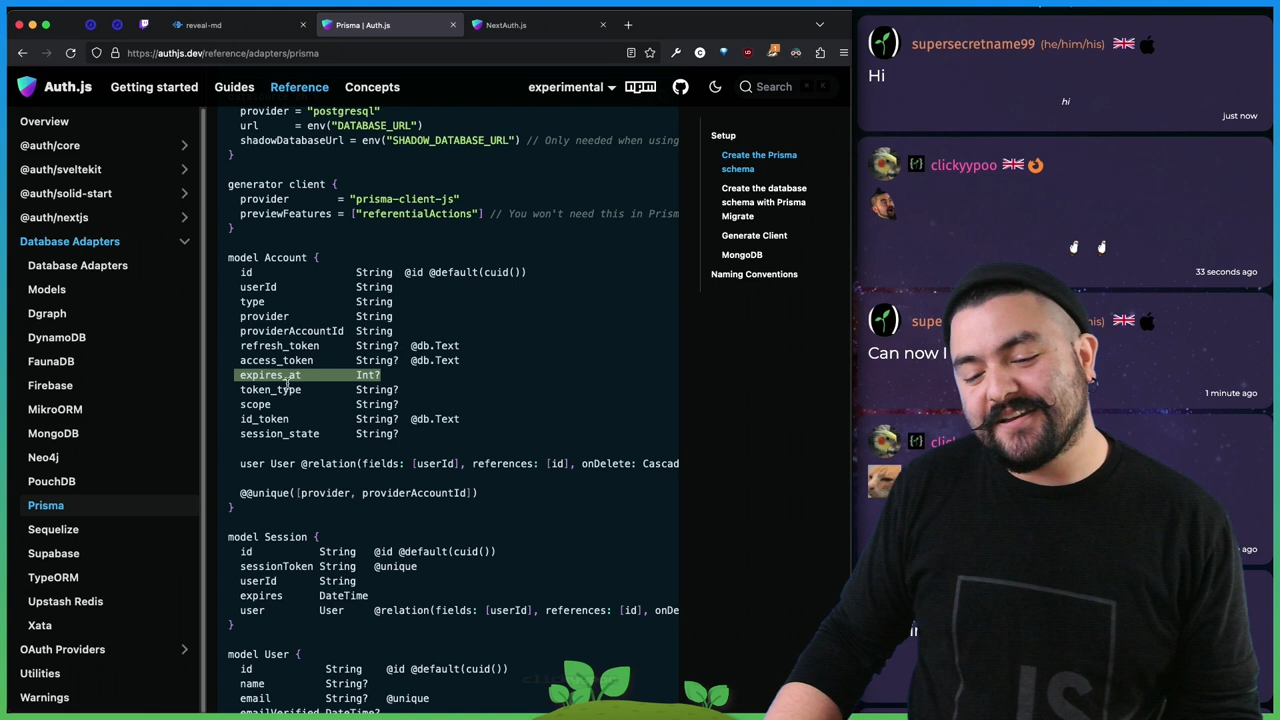 reveal-md
Prisma | Auth.js
NextAuth.js
https://authjs.dev/reference/adapters/prisma
Auth.js
Getting started
Guides
Reference
Concepts
experimental
npm
Search
K
Overview
@auth/core
@auth/sveltekit
@auth/solid-start
@auth/nextjs
Database Adapters
Database Adapters
Models
Dgraph
DynamoDB
FaunaDB
Firebase
MikroORM
MongoDB
Neo4j
PouchDB
Prisma
Sequelize
Supabase
TypeORM
Upstash Redis
Xata
OAuth Providers
Utilities
Warnings
provider = "postgresql"
url = env("DATABASE_URL")
shadowDatabaseUrl = env("SHADOW_DATABASE_URL") // Only needed when using
}
generator client {
provider = "prisma-client-js"
previewFeatures = ["referentialActions"] // You won't need this in Prism
}
model Account {
id String @id @default(cuid())
userId String
type String
provider String
providerAccountId String
refresh_token String? @db.Text
access_token String? @db.Text
expires_at Int?
token_type String?
scope String?
id_token String? @db.Text
session_state String?
user User @relation(fields: [userId], references: [id], onDelete: Cascad
@@unique([provider, providerAccountId])
}
model Session {
id String @id @default(cuid())
sessionToken String @unique
userId String
expires DateTime
user User @relation(fields: [userId], references: [id], onDe
}
model User {
id String @id @default(cuid())
name String?
email String? @unique
emailVerified DateTime?
Setup
Create the Prisma
schema
Create the database
schema with Prisma
Migrate
Generate Client
MongoDB
Naming Conventions
supersecretname99 (he/him/his)
Hi
hi
just now
clickyypoo
33 seconds ago
supe
is)
Can now I
1 minute ago
click
e ago
JS